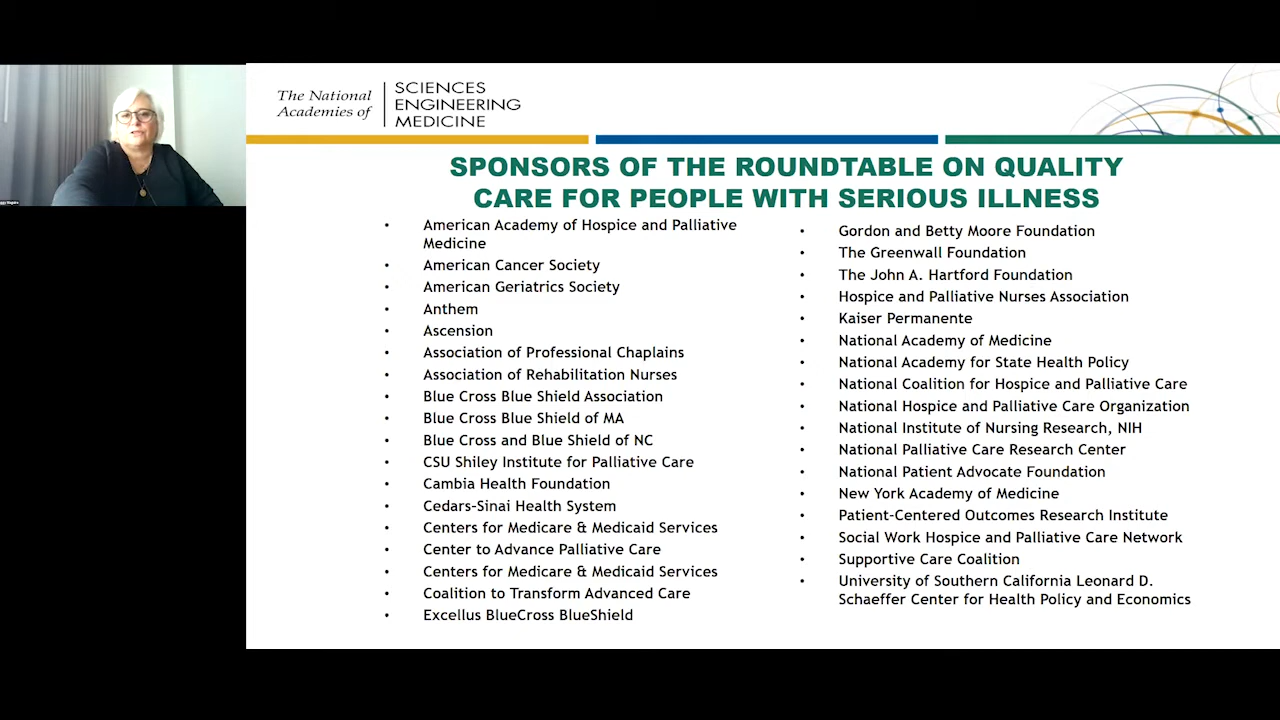 The National
Academies of
SCIENCES
ENGINEERING
MEDICINE
SPONSORS OF THE ROUNDTABLE ON QUALITY
CARE FOR PEOPLE WITH SERIOUS ILLNESS
• American Academy of Hospice and Palliative
Medicine
• American Cancer Society
• American Geriatrics Society
• Anthem
• Ascension
• Association of Professional Chaplains
• Association of Rehabilitation Nurses
• Blue Cross Blue Shield Association
• Blue Cross Blue Shield of MA
• Blue Cross and Blue Shield of NC
• CSU Shiley Institute for Palliative Care
• Cambia Health Foundation
• Cedars-Sinai Health System
• Centers for Medicare & Medicaid Services
• Center to Advance Palliative Care
• Centers for Medicare & Medicaid Services
• Coalition to Transform Advanced Care
• Excellus BlueCross BlueShield
• Gordon and Betty Moore Foundation
• The Greenwall Foundation
• The John A. Hartford Foundation
• Hospice and Palliative Nurses Association
• Kaiser Permanente
• National Academy of Medicine
• National Academy for State Health Policy
• National Coalition for Hospice and Palliative Care
• National Hospice and Palliative Care Organization
• National Institute of Nursing Research, NIH
• National Palliative Care Research Center
• National Patient Advocate Foundation
• New York Academy of Medicine
• Patient-Centered Outcomes Research Institute
• Social Work Hospice and Palliative Care Network
• Supportive Care Coalition
• University of Southern California Leonard D.
Schaeffer Center for Health Policy and Economics